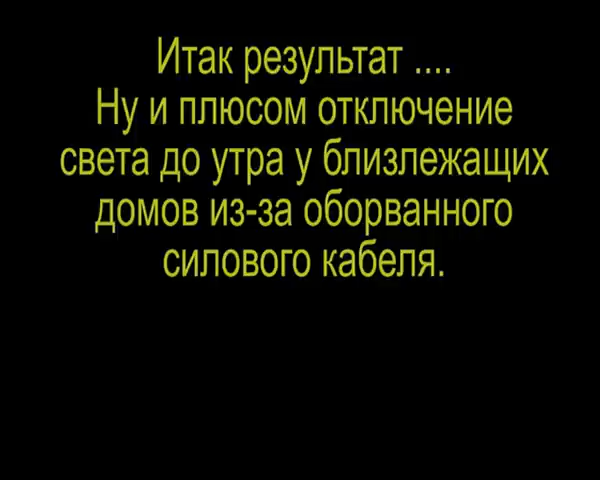 Итак результат ....
Ну и плюсом отключение
света до утра у близлежащих
домов из-за оборванного
силового кабеля.